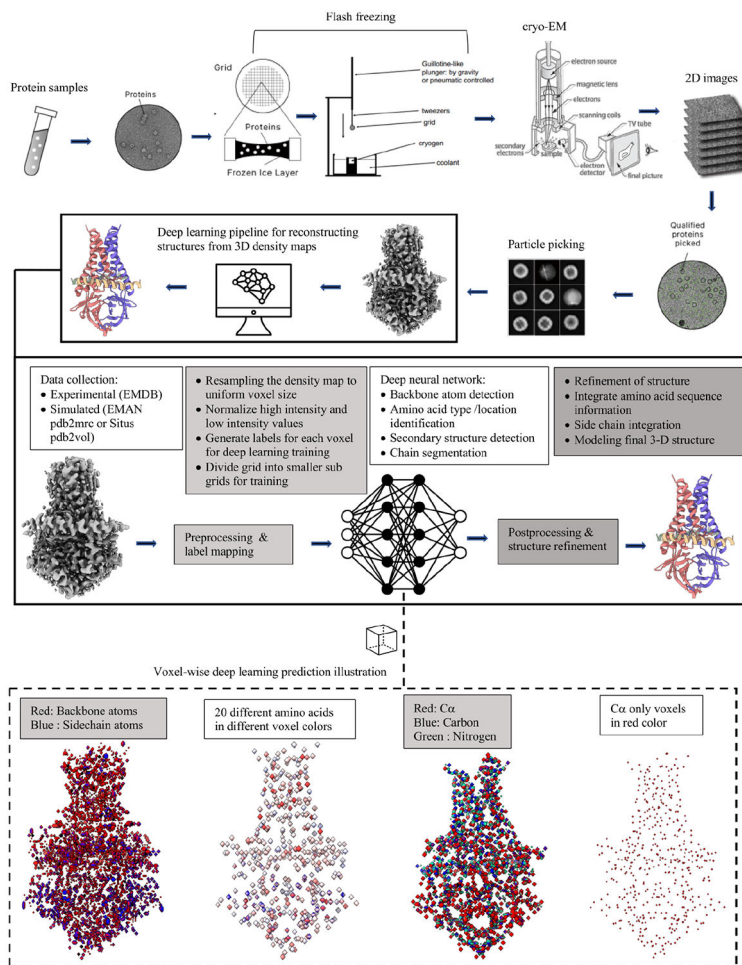 Flash freezing
cryo-EM
Protein samples
Proteins
Grid
Proteins
Frozen Ice Layer
Guillotine-like
plunger: by gravity
or pneumatic controlled
tweezers
grid
cryogen
coolant
electron source
magnetic lens
electrons
scanning coils
TV tube
secondary
electrons
sample
electron
detector
final picture
2D images
Deep learning pipeline for reconstructing
structures from 3D density maps
Particle picking
Qualified
proteins
picked
Data collection:
• Experimental (EMDB)
• Simulated (EMAN
pdb2mrc or Situs
pdb2vol)
• Resampling the density map to
uniform voxel size
• Normalize high intensity and
low intensity values
• Generate labels for each voxel
for deep learning training
• Divide grid into smaller sub
grids for training
Deep neural network:
• Backbone atom detection
• Amino acid type /location
identification
• Secondary structure detection
• Chain segmentation
• Refinement of structure
• Integrate amino acid sequence
information
• Side chain integration
• Modeling final 3-D structure
Preprocessing &
label mapping
Postprocessing &
structure refinement
Voxel-wise deep learning prediction illustration
Red: Backbone atoms
Blue : Sidechain atoms
20 different amino acids
in different voxel colors
Red: Cα
Blue: Carbon
Green : Nitrogen
Cα only voxels
in red color